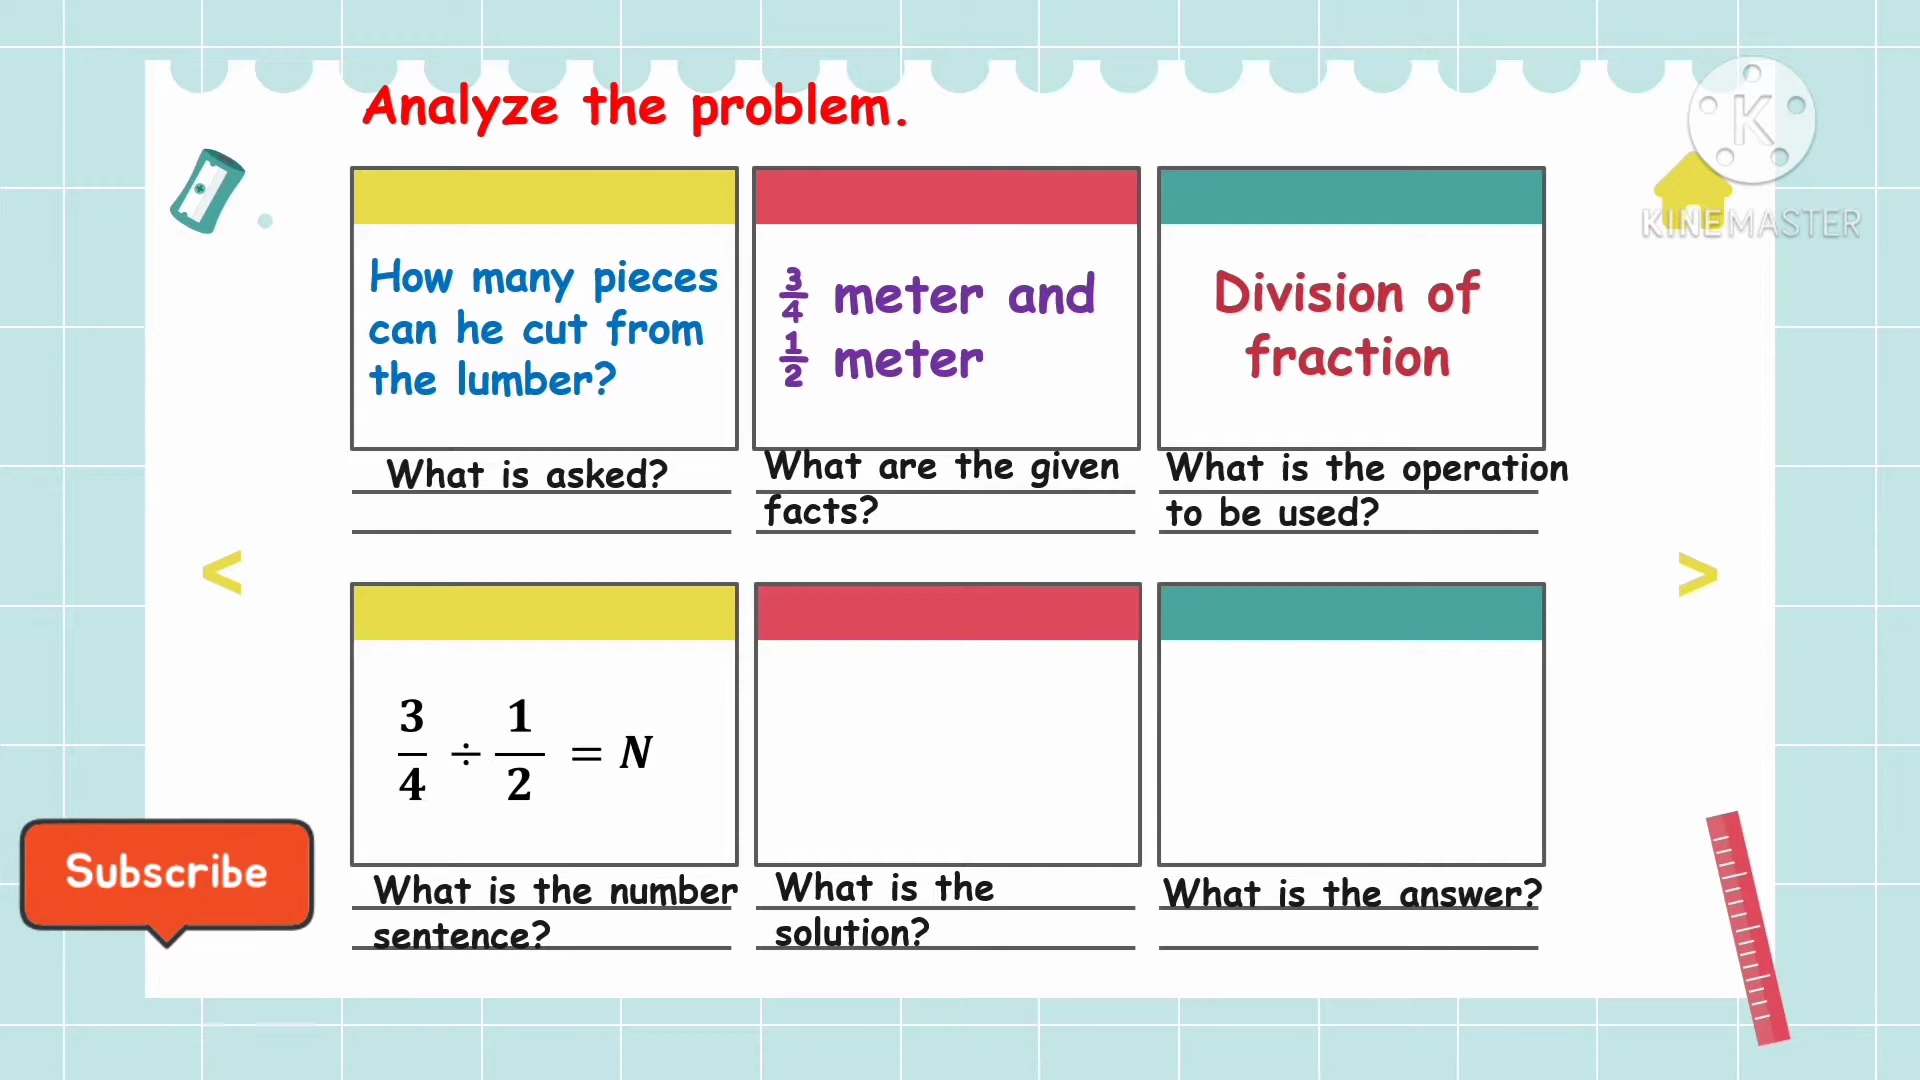 Analyze the problem.
How many pieces
can he cut from
the lumber?
3/4 meter and
1/2 meter
Division of
fraction
What is asked?
What are the given
facts?
What is the operation
to be used?
< >
3/4 ÷ 1/2 = N
What is the number
sentence?
What is the
solution?
What is the answer?
Subscribe
K
KINEMASTER